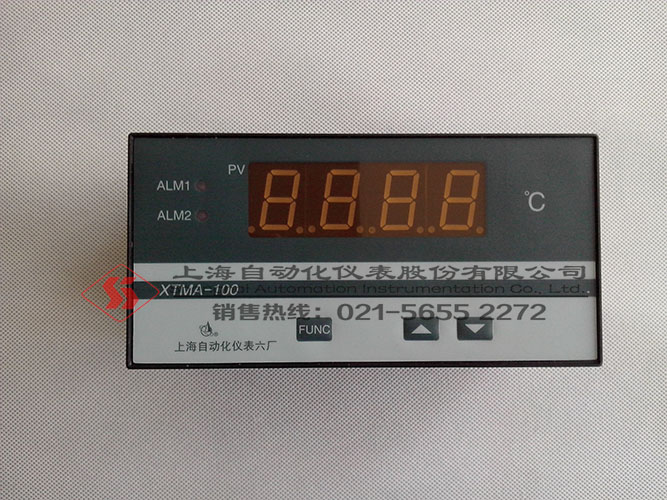 PV
ALM1
8.8.8.8.
℃
ALM2
上海自动化仪表股份有限公司
Automation Instrumentation Co., Ltd.
XTMA-100
销售热线：021-5655 2272
FUNC
上海自动化仪表六厂